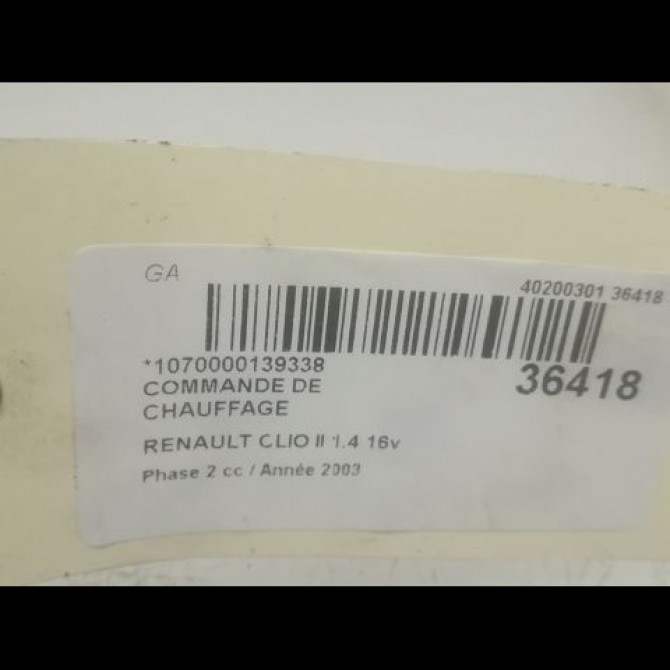 GA
40200301 36418
*1070000139338
36418
COMMANDE DE
CHAUFFAGE
RENAULT CLIO II 1.4 16v
Phase 2 cc / Année 2003